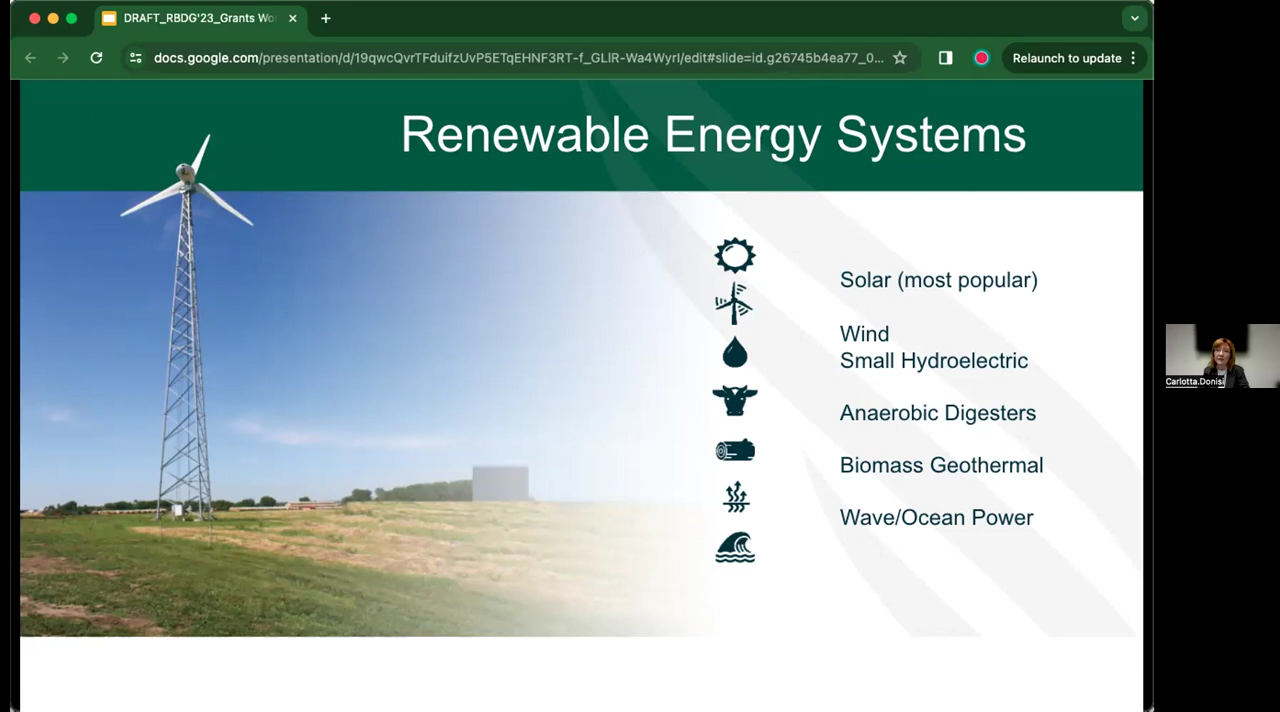 DRAFT_RBDG'23_Grants Wo
docs.google.com/presentation/d/19qwcQvrTFduifzUvP5ETqEHNF3RT-f_GLlR-Wa4WyrI/edit#slide=id.g26745b4ea77_0...
Relaunch to update
Renewable Energy Systems
Solar (most popular)
Wind
Small Hydroelectric
Anaerobic Digesters
Biomass Geothermal
Wave/Ocean Power
Carlotta.Donisi